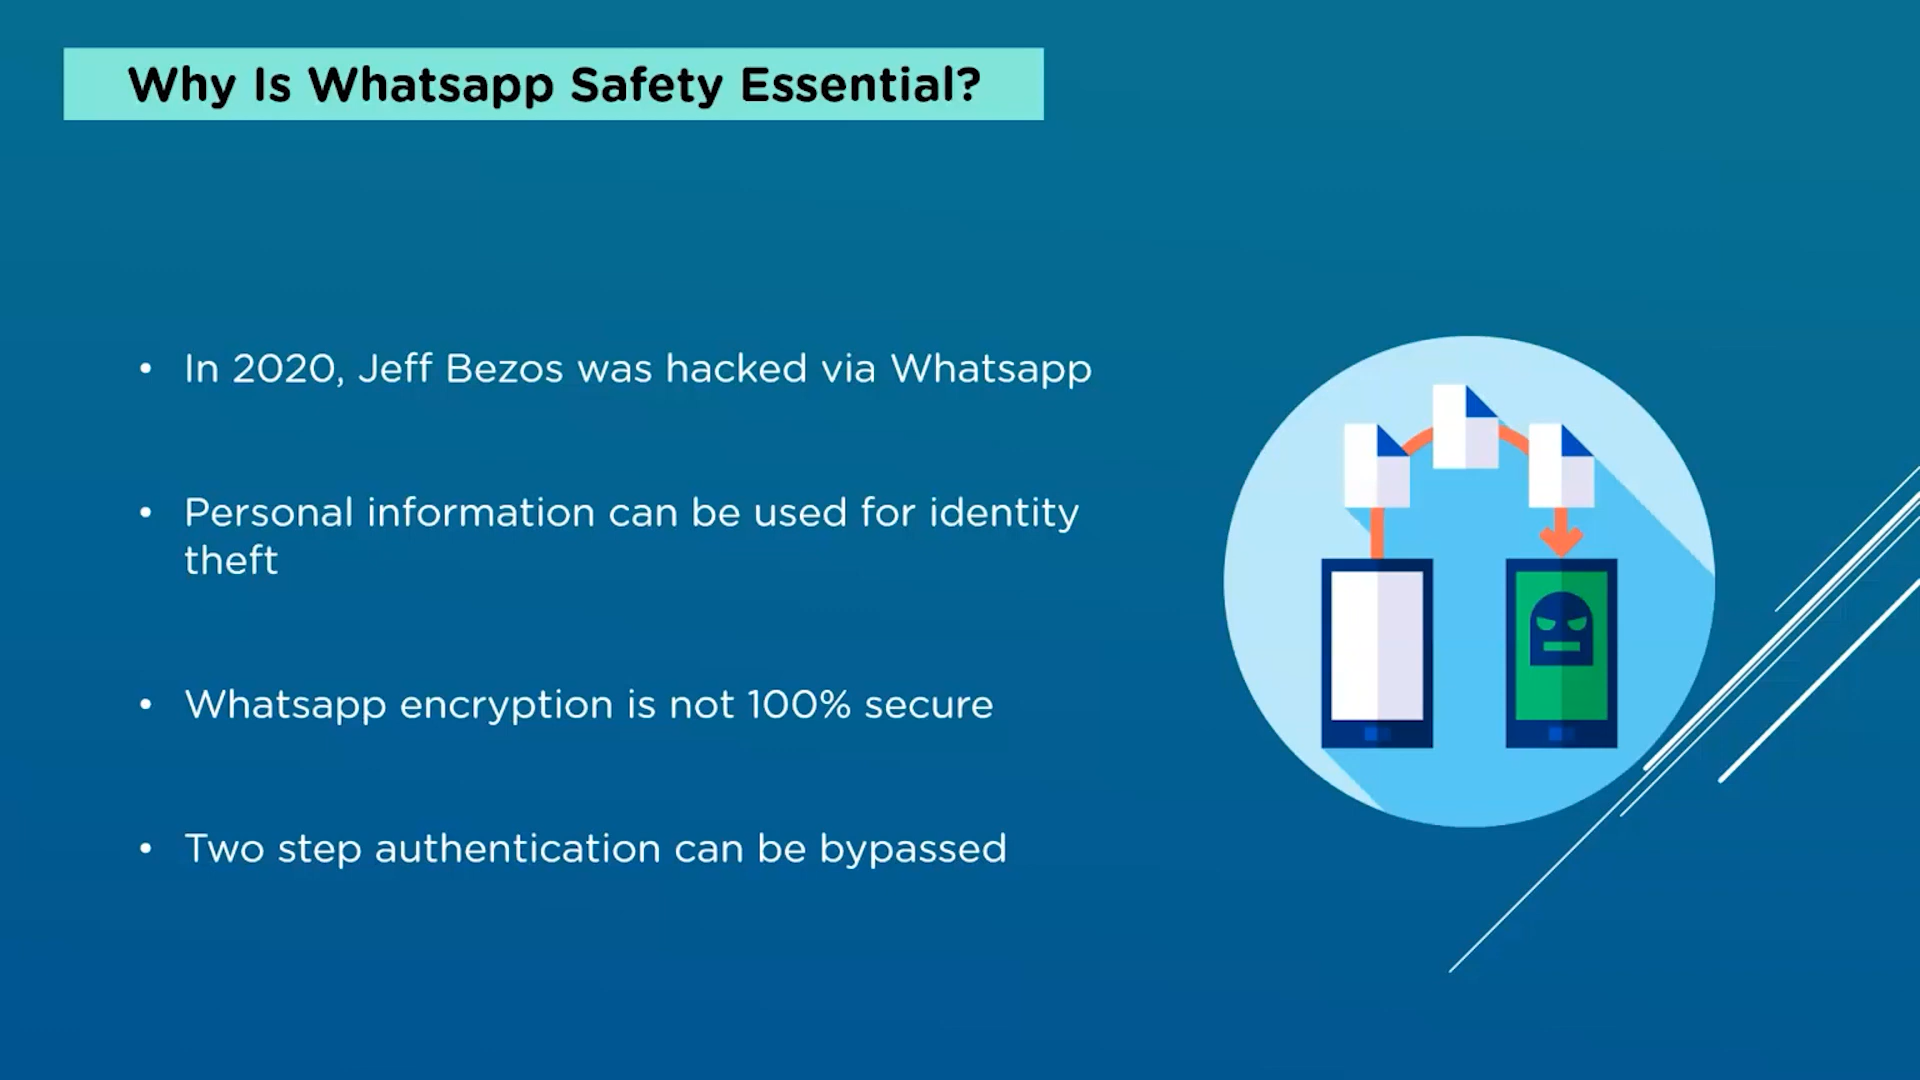 Why Is Whatsapp Safety Essential?
• In 2020, Jeff Bezos was hacked via Whatsapp
• Personal information can be used for identity
theft
• Whatsapp encryption is not 100% secure
• Two step authentication can be bypassed